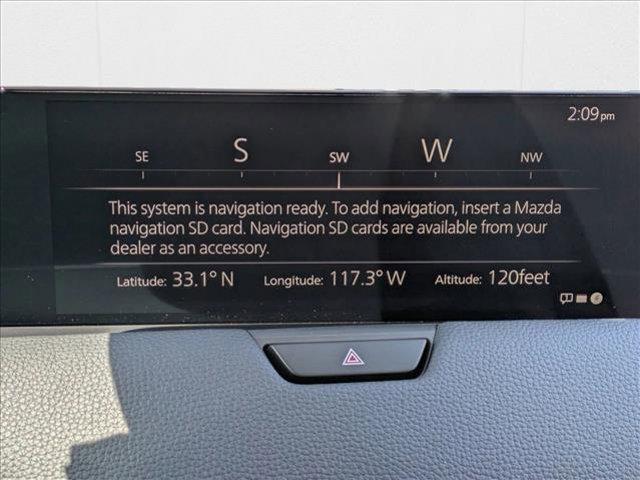 2:09pm
SE S SW W NW
This system is navigation ready. To add navigation, insert a Mazda
navigation SD card. Navigation SD cards are available from your
dealer as an accessory.
Latitude: 33.1° N Longitude: 117.3° W Altitude: 120feet